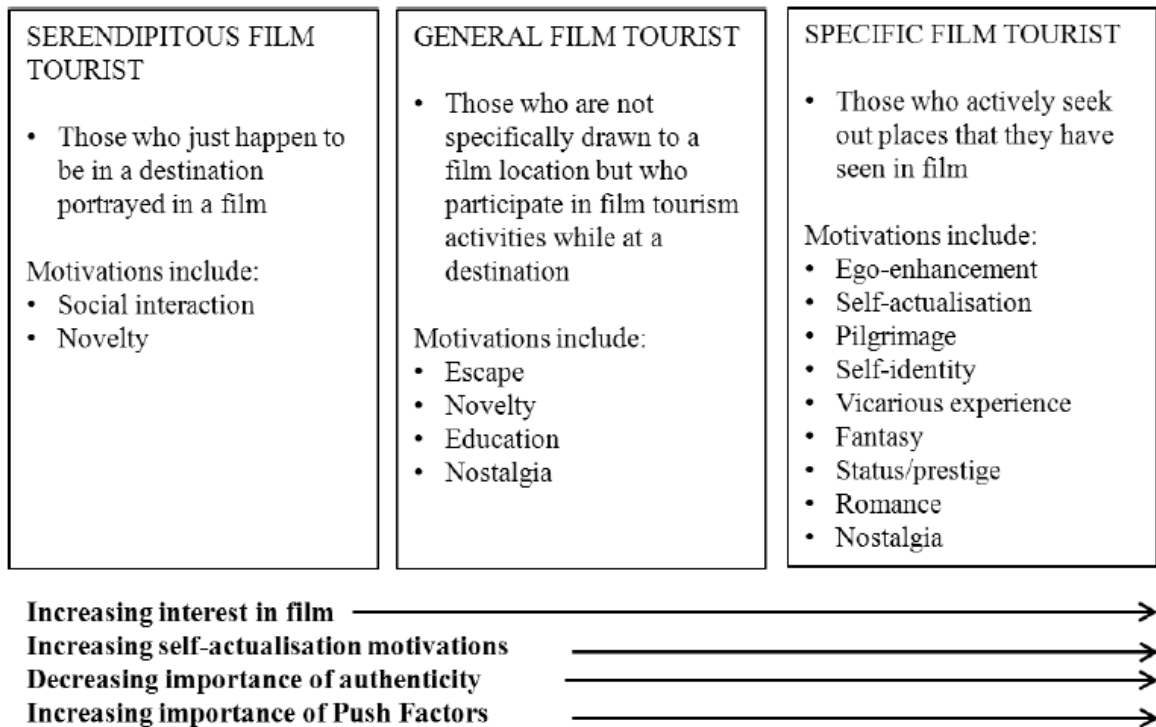 SERENDIPITOUS FILM
TOURIST
• Those who just happen to
be in a destination
portrayed in a film
Motivations include:
• Social interaction
• Novelty
GENERAL FILM TOURIST
• Those who are not
specifically drawn to a
film location but who
participate in film tourism
activities while at a
destination
Motivations include:
• Escape
• Novelty
• Education
• Nostalgia
SPECIFIC FILM TOURIST
• Those who actively seek
out places that they have
seen in film
Motivations include:
• Ego-enhancement
• Self-actualisation
• Pilgrimage
• Self-identity
• Vicarious experience
• Fantasy
• Status/prestige
• Romance
• Nostalgia
Increasing interest in film
Increasing self-actualisation motivations
Decreasing importance of authenticity
Increasing importance of Push Factors